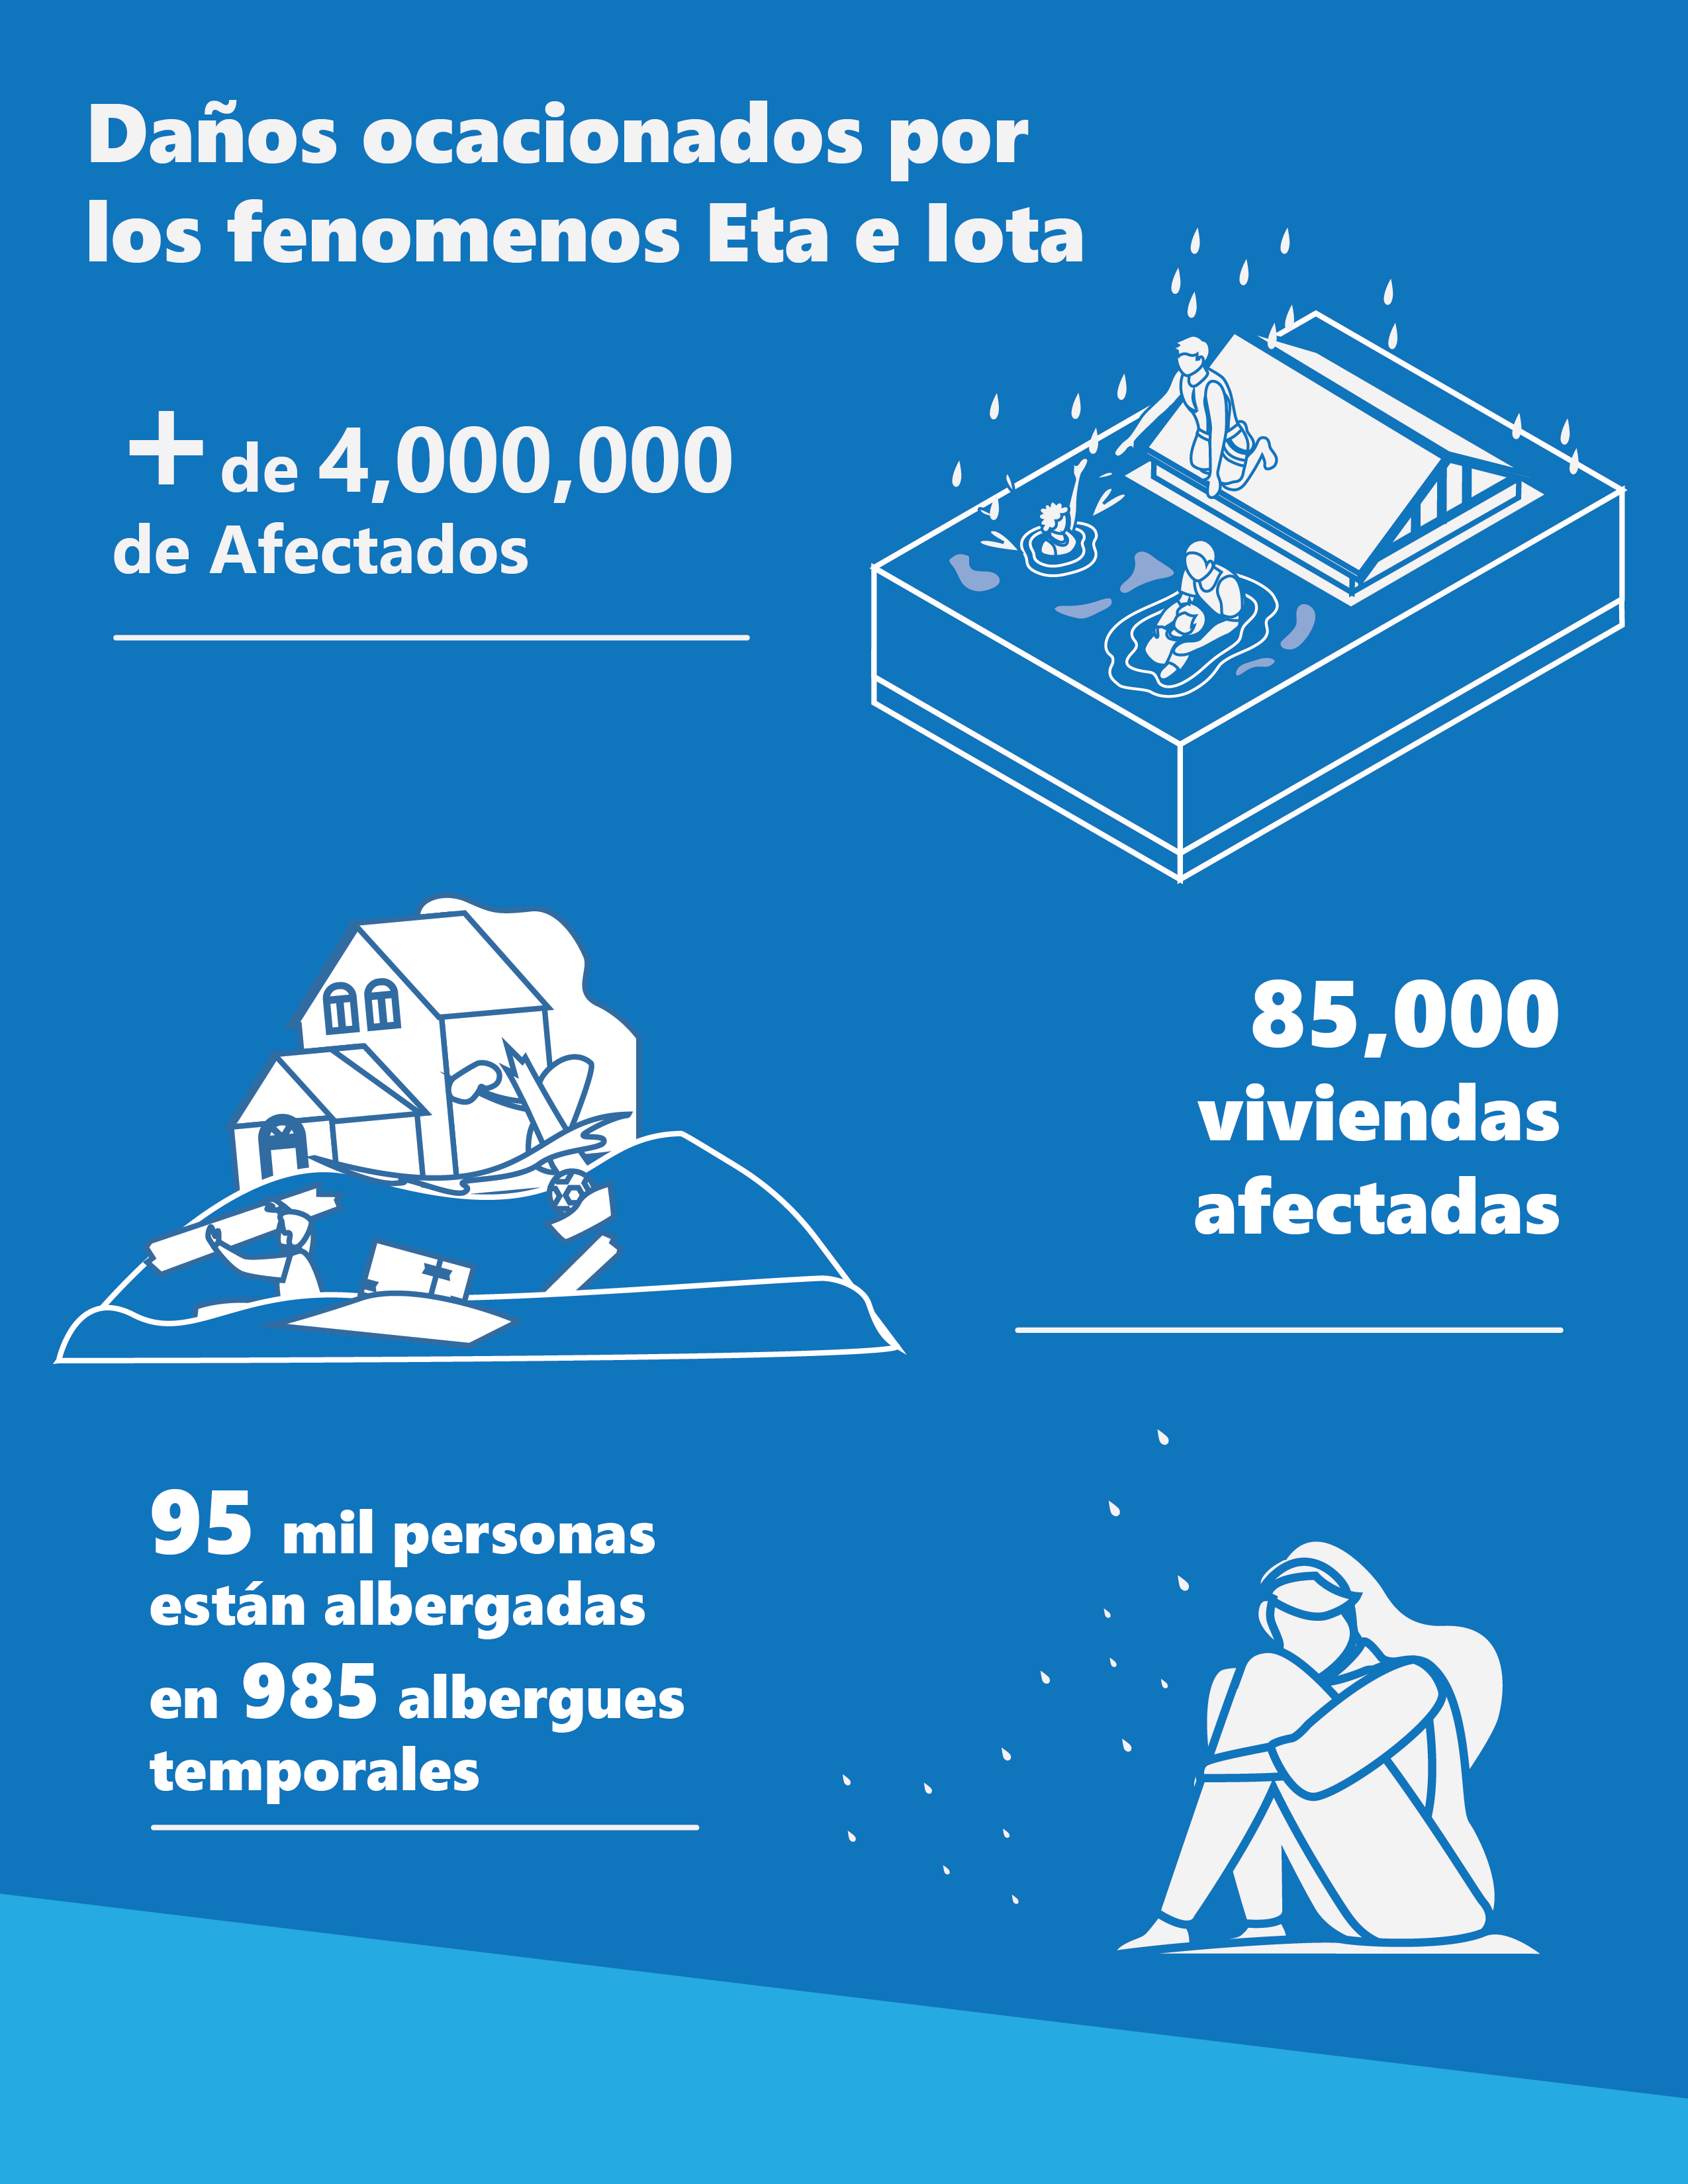 Daños ocacionados por
los fenomenos Eta e Iota
+ de 4,000,000
de Afectados
85,000
viviendas
afectadas
95 mil personas
están albergadas
en 985 albergues
temporales